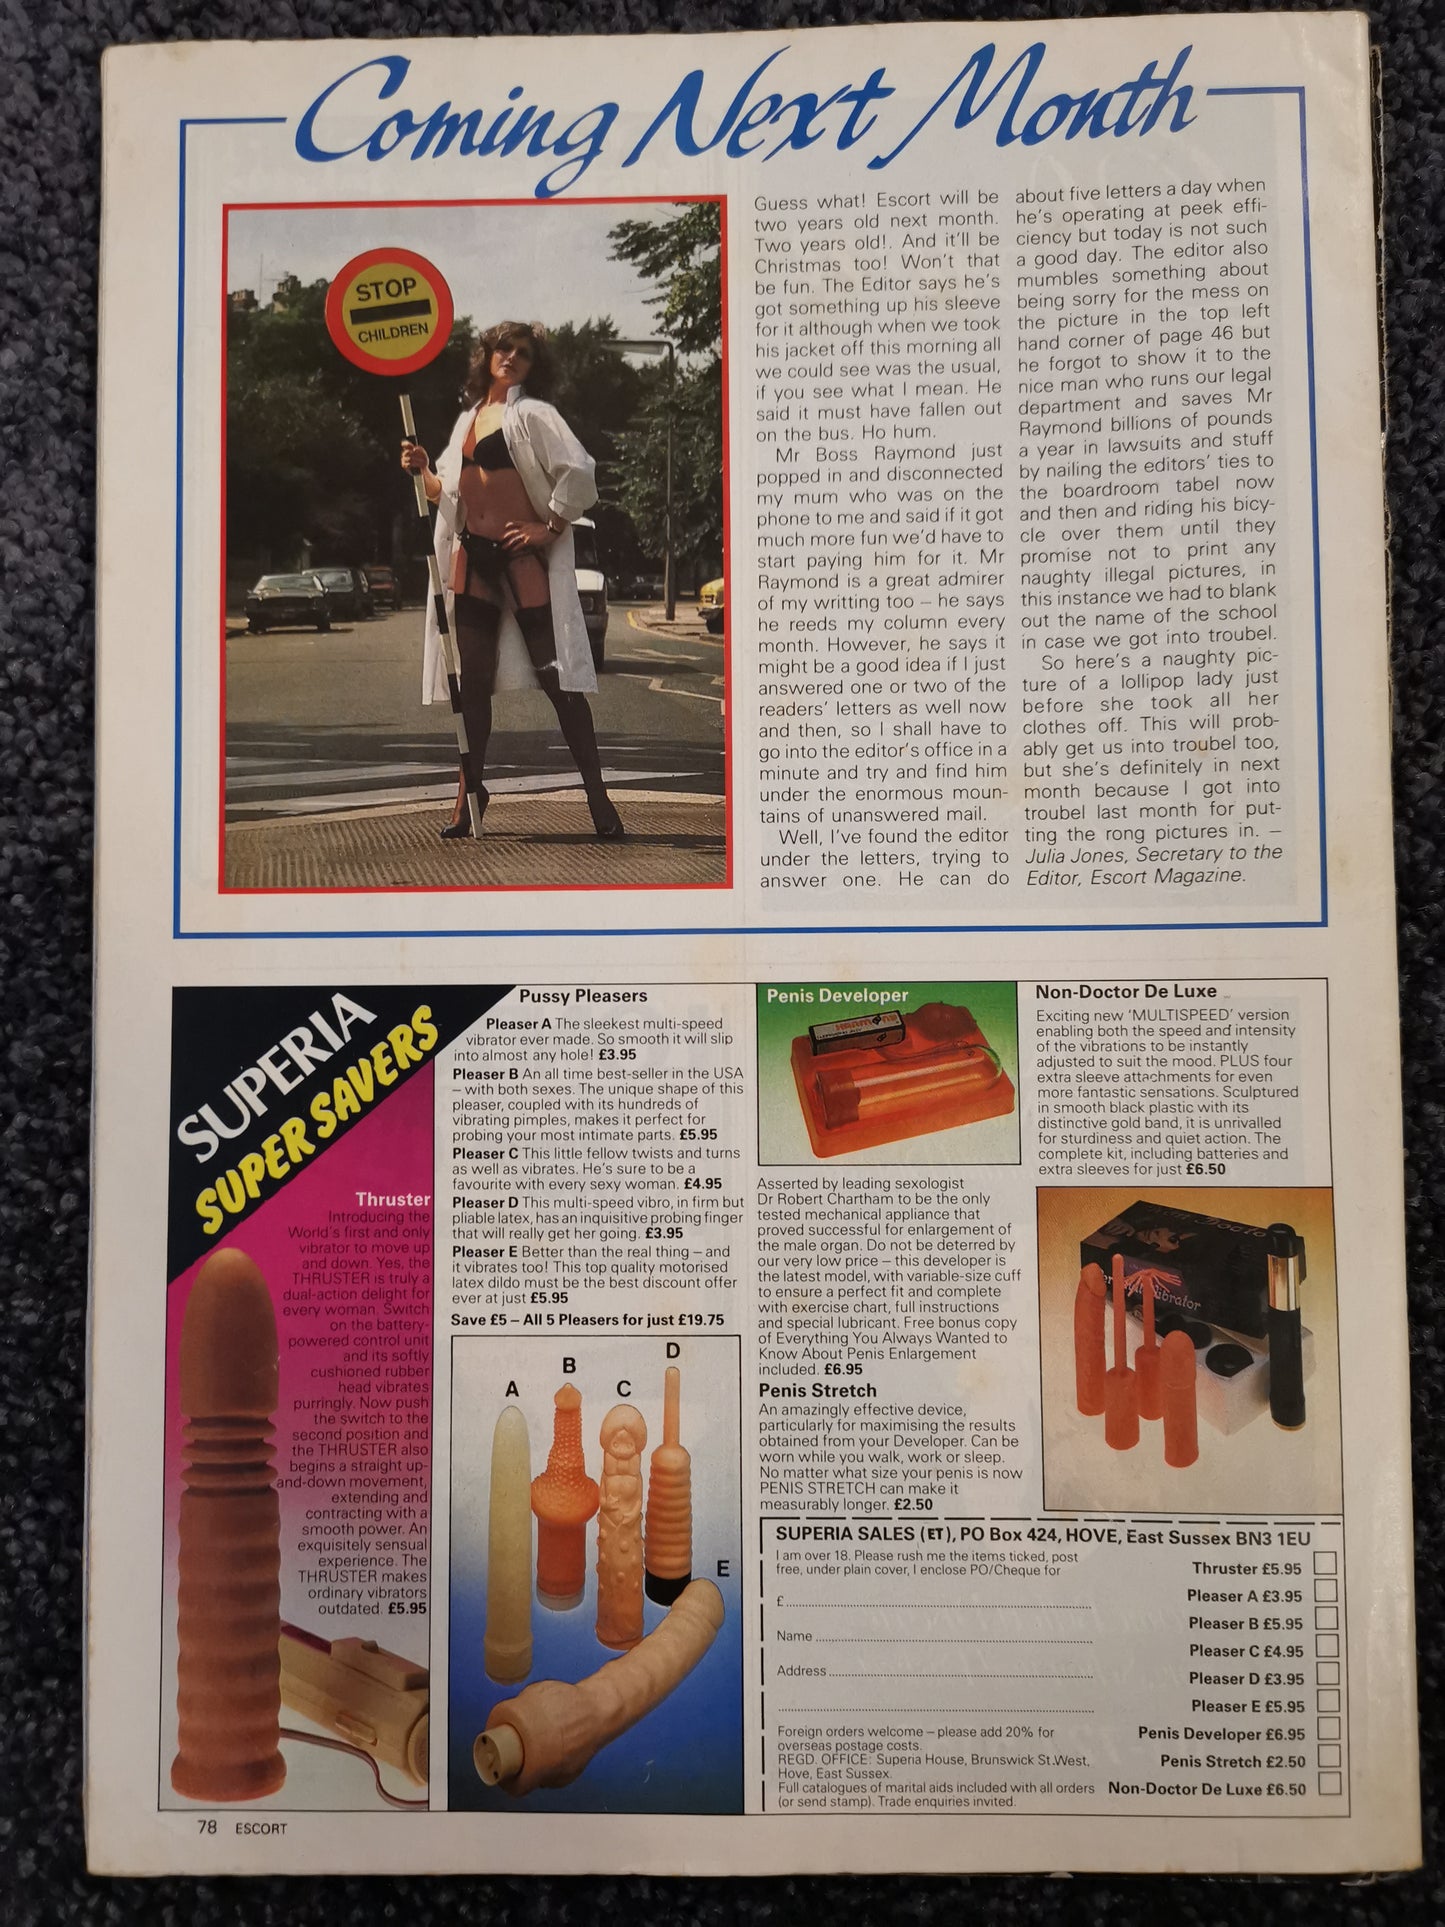 Coming Next Month
STOP
CHILDREN
Guess what! Escort will be
two years old next month.
Two years old!. And it'll be
Christmas too! Won't that
be fun. The Editor says he's
got something up his sleeve
for it although when we took
his jacket off this morning all
we could see was the usual,
if you see what I mean. He
said it must have fallen out
on the bus. Ho hum.
Mr Boss Raymond just
popped in and disconnected
my mum who was on the
phone to me and said if it got
much more fun we'd have to
start paying him for it. Mr
Raymond is a great admirer
of my writting too – he says
he reeds my column every
month. However, he says it
might be a good idea if I just
answered one or two of the
readers' letters as well now
and then, so I shall have to
go into the editor's office in a
minute and try and find him
under the enormous moun-
tains of unanswered mail.
Well, I've found the editor
under the letters, trying to
answer one. He can do
about five letters a day when
he's operating at peek effi-
ciency but today is not such
a good day. The editor also
mumbles something about
being sorry for the mess on
the picture in the top left
hand corner of page 46 but
he forgot to show it to the
nice man who runs our legal
department and saves Mr
Raymond billions of pounds
a year in lawsuits and stuff
by nailing the editors' ties to
the boardroom tabel now
and then and riding his bicy-
cle over them until they
promise not to print any
naughty illegal pictures, in
this instance we had to blank
out the name of the school
in case we got into troubel.
So here's a naughty pic-
ture of a lollipop lady just
before she took all her
clothes off. This will prob-
ably get us into troubel too,
but she's definitely in next
month because I got into
troubel last month for put-
ting the rong pictures in. –
Julia Jones, Secretary to the
Editor, Escort Magazine.
SUPERIA
SUPER SAVERS
Thruster
Introducing the
World's first and only
vibrator to move up
and down. Yes, the
THRUSTER is truly a
dual-action delight for
every woman. Switch
on the battery-
powered control unit
and its softly
cushioned rubber
head vibrates
purringly. Now push
the switch to the
second position and
the THRUSTER also
begins a straight up-
and-down movement,
extending and
contracting with a
smooth power. An
exquisitely sensual
experience. The
THRUSTER makes
ordinary vibrators
outdated. £5.95
Pussy Pleasers
Pleaser A The sleekest multi-speed
vibrator ever made. So smooth it will slip
into almost any hole! £3.95
Pleaser B An all time best-seller in the USA
– with both sexes. The unique shape of this
pleaser, coupled with its hundreds of
vibrating pimples, makes it perfect for
probing your most intimate parts. £5.95
Pleaser C This little fellow twists and turns
as well as vibrates. He's sure to be a
favourite with every sexy woman. £4.95
Pleaser D This multi-speed vibro, in firm but
pliable latex, has an inquisitive probing finger
that will really get her going. £3.95
Pleaser E Better than the real thing – and
it vibrates too! This top quality motorised
latex dildo must be the best discount offer
ever at just £5.95
Save £5 – All 5 Pleasers for just £19.75
A
B
C
D
E
Penis Developer
Asserted by leading sexologist
Dr Robert Chartham to be the only
tested mechanical appliance that
proved successful for enlargement of
the male organ. Do not be deterred by
our very low price – this developer is
the latest model, with variable-size cuff
to ensure a perfect fit and complete
with exercise chart, full instructions
and special lubricant. Free bonus copy
of Everything You Always Wanted to
Know About Penis Enlargement
included. £6.95
Penis Stretch
An amazingly effective device,
particularly for maximising the results
obtained from your Developer. Can be
worn while you walk, work or sleep.
No matter what size your penis is now
PENIS STRETCH can make it
measurably longer. £2.50
Non-Doctor De Luxe
Exciting new 'MULTISPEED' version
enabling both the speed and intensity
of the vibrations to be instantly
adjusted to suit the mood. PLUS four
extra sleeve attachments for even
more fantastic sensations. Sculptured
in smooth black plastic with its
distinctive gold band, it is unrivalled
for sturdiness and quiet action. The
complete kit, including batteries and
extra sleeves for just £6.50
Vibrator
SUPERIA SALES (ET), PO Box 424, HOVE, East Sussex BN3 1EU
I am over 18. Please rush me the items ticked, post
free, under plain cover, I enclose PO/Cheque for
£
Name
Address
Foreign orders welcome – please add 20% for
overseas postage costs.
REGD. OFFICE: Superia House, Brunswick St.West,
Hove, East Sussex.
Full catalogues of marital aids included with all orders
(or send stamp). Trade enquiries invited.
Thruster £5.95
Pleaser A £3.95
Pleaser B £5.95
Pleaser C £4.95
Pleaser D £3.95
Pleaser E £5.95
Penis Developer £6.95
Penis Stretch £2.50
Non-Doctor De Luxe £6.50
78 ESCORT